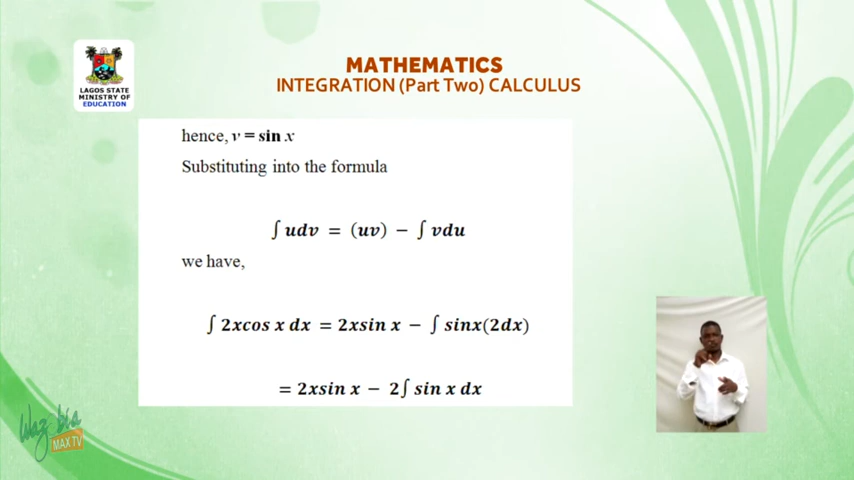 LAGOS STATE
MINISTRY OF
EDUCATION
MATHEMATICS
INTEGRATION (Part Two) CALCULUS
hence, v = sin x
Substituting into the formula
∫ udv = (uv) − ∫ vdu
we have,
∫ 2xcos x dx = 2xsin x − ∫ sinx(2dx)
= 2xsin x − 2∫ sin x dx
Wazobia
MAX TV